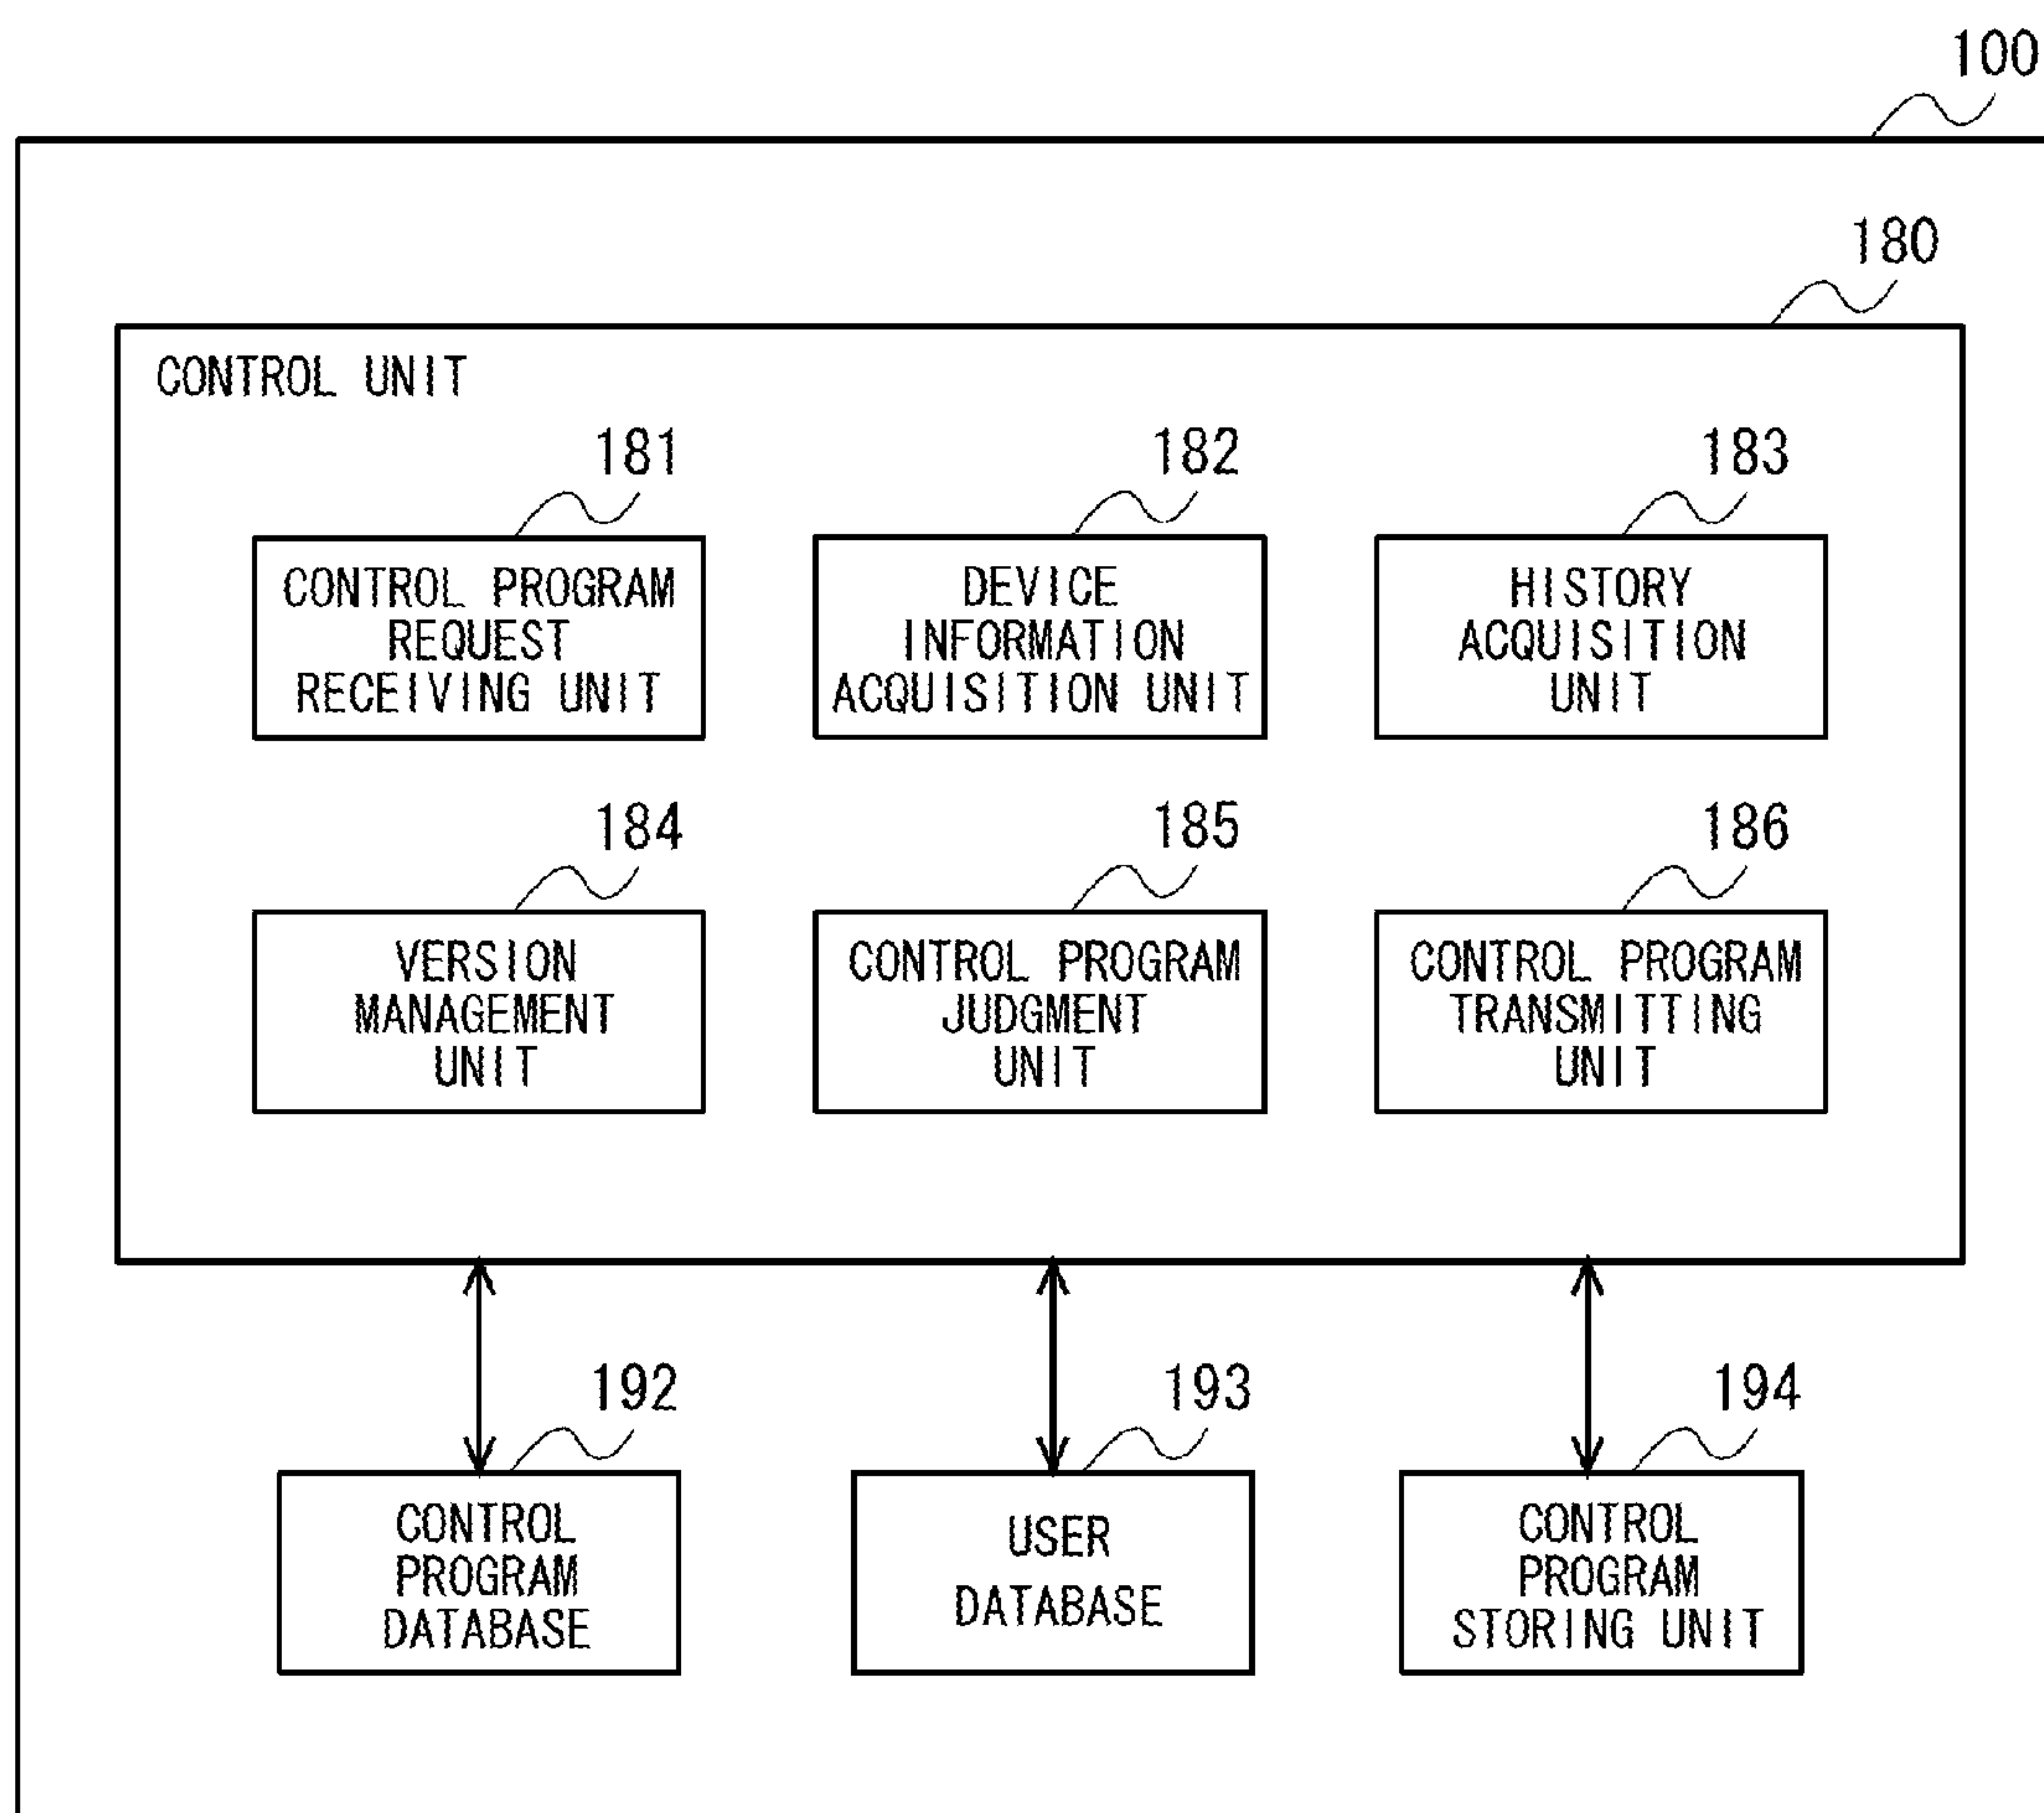 100
180
CONTROL UNIT
181
182
183
CONTROL PROGRAM
REQUEST
RECEIVING UNIT
DEVICE
INFORMATION
ACQUISITION UNIT
HISTORY
ACQUISITION
UNIT
184
185
186
VERSION
MANAGEMENT
UNIT
CONTROL PROGRAM
JUDGMENT
UNIT
CONTROL PROGRAM
TRANSMITTING
UNIT
192
193
194
CONTROL
PROGRAM
DATABASE
USER
DATABASE
CONTROL
PROGRAM
STORING UNIT